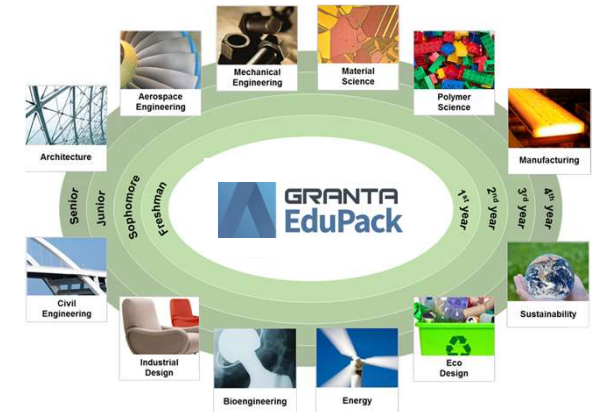 Mechanical
Engineering
Material
Science
Aerospace
Engineering
Polymer
Science
Architecture
Manufacturing
Senior
Junior
Sophomore
Freshman
GRANTA
EduPack
1st year
2nd year
3rd year
4th year
Civil
Engineering
Sustainability
Industrial
Design
Eco
Design
Bioengineering
Energy